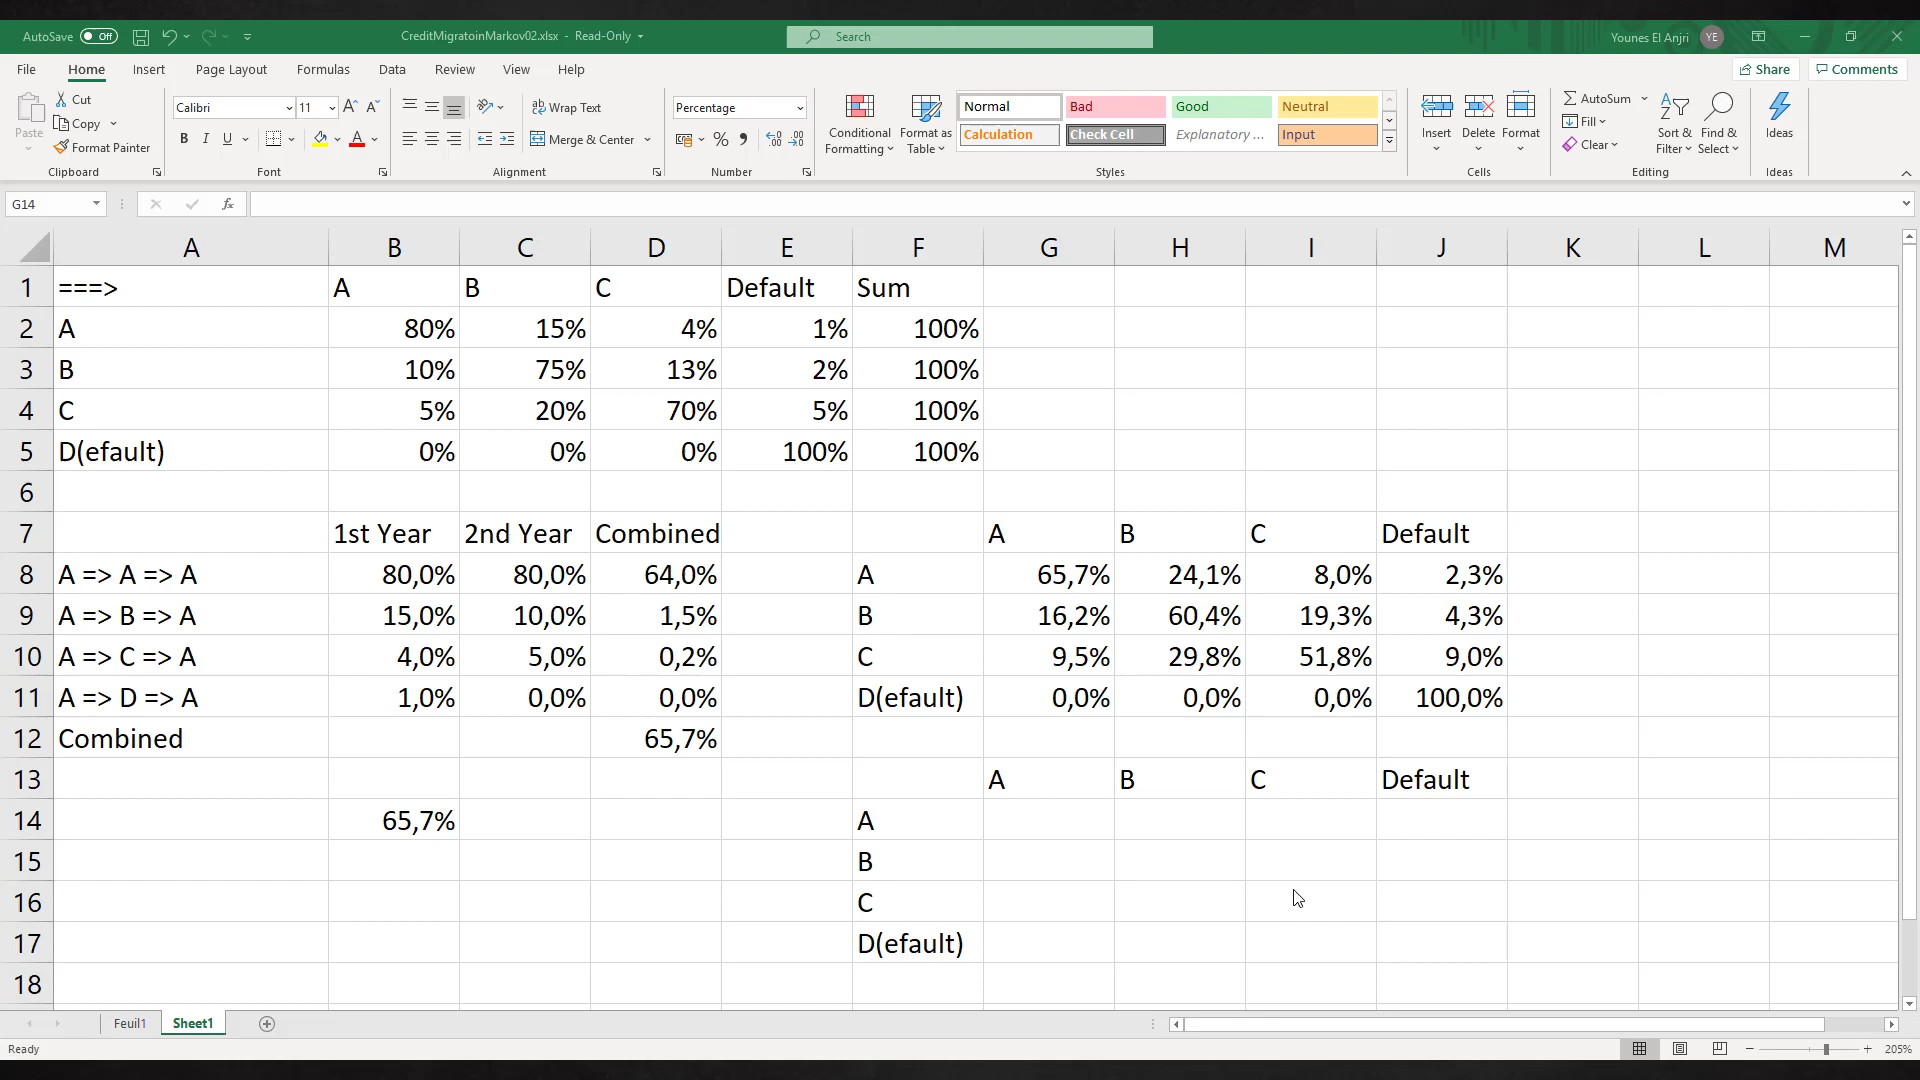 AutoSave Off CreditMigratoinMarkov02.xlsx - Read-Only Search Younes El Anjri YE
File Home Insert Page Layout Formulas Data Review View Help Share Comments
Paste Cut Copy Format Painter Clipboard
Calibri 11 B I U A Font
Wrap Text Merge & Center Alignment
Percentage % Number
Conditional Formatting Format as Table Normal Bad Good Neutral Calculation Check Cell Explanatory ... Input Styles
Insert Delete Format Cells
AutoSum Fill Clear Sort & Filter Find & Select Editing
Ideas Ideas
G14 fx
A B C D E F G H I J K L M
1 ===> A B C Default Sum
2 A 80% 15% 4% 1% 100%
3 B 10% 75% 13% 2% 100%
4 C 5% 20% 70% 5% 100%
5 D(efault) 0% 0% 0% 100% 100%
6
7 1st Year 2nd Year Combined A B C Default
8 A => A => A 80,0% 80,0% 64,0% A 65,7% 24,1% 8,0% 2,3%
9 A => B => A 15,0% 10,0% 1,5% B 16,2% 60,4% 19,3% 4,3%
10 A => C => A 4,0% 5,0% 0,2% C 9,5% 29,8% 51,8% 9,0%
11 A => D => A 1,0% 0,0% 0,0% D(efault) 0,0% 0,0% 0,0% 100,0%
12 Combined 65,7%
13 A B C Default
14 65,7% A
15 B
16 C
17 D(efault)
18
Feuil1 Sheet1
Ready 205%